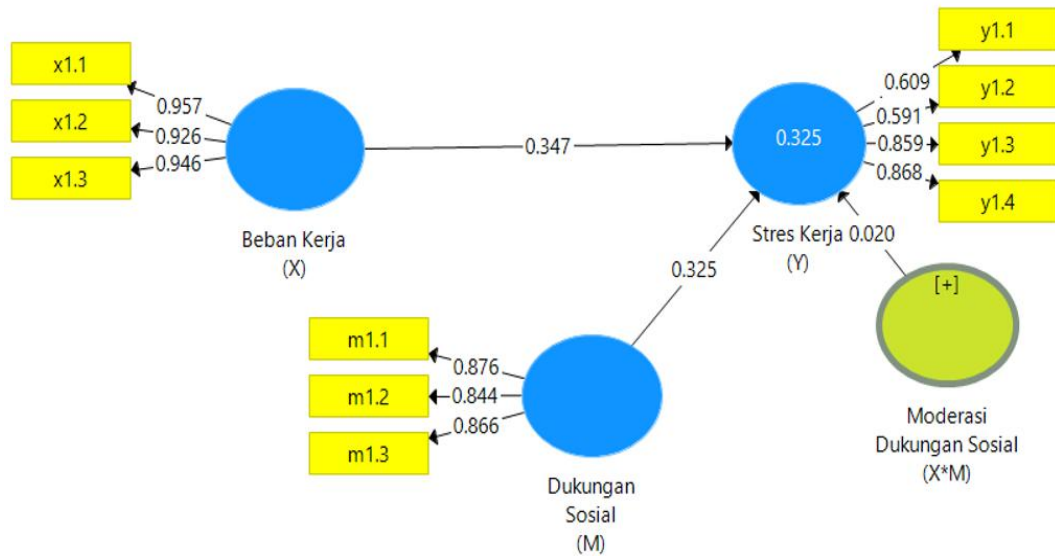 x1.1
x1.2
x1.3
0.957
0.926
0.946
Beban Kerja
(X)
0.347
0.325
Stres Kerja
(Y)
0.609
0.591
0.859
0.868
y1.1
y1.2
y1.3
y1.4
0.020
[+]
Moderasi
Dukungan Sosial
(X*M)
0.325
m1.1
m1.2
m1.3
0.876
0.844
0.866
Dukungan
Sosial
(M)